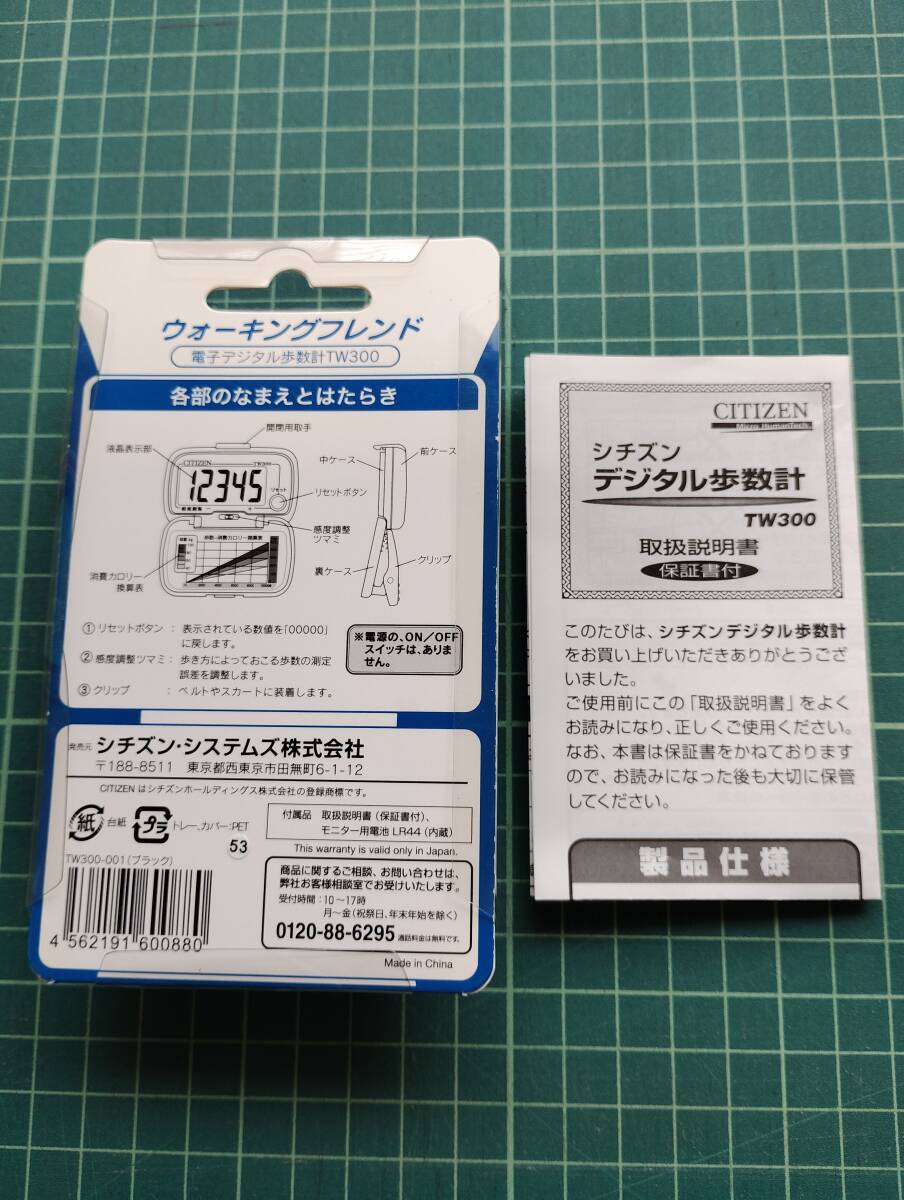 ウォーキングフレンド
電子デジタル歩数計TW300
各部のなまえとはたらき
開閉用取手
液晶表示部
中ケース
前ケース
CITIZEN TW300
12345
リセット
リセットボタン
感度調整 − +
感度調整
ツマミ
歩数−消費カロリー換算表
クリップ
裏ケース
消費カロリー
換算表
① リセットボタン : 表示されている数値を「00000」
に戻します。
② 感度調整ツマミ : 歩き方によっておこる歩数の測定
誤差を調整します。
③ クリップ : ベルトやスカートに装着します。
※電源の、ON/OFF
スイッチは、ありま
せん。
発売元 シチズン・システムズ株式会社
〒188-8511 東京都西東京市田無町6-1-12
CITIZEN はシチズンホールディングス株式会社の登録商標です。
紙 台紙 プラ トレー、カバー:PET
付属品 取扱説明書(保証書付)、
モニター用電池 LR44(内蔵)
53
This warranty is valid only in Japan.
TW300-001(ブラック)
商品に関するご相談、お問い合わせは、
弊社お客様相談室でお受けいたします。
受付時間:10〜17時
月〜金(祝祭日、年末年始を除く)
0120-88-6295 通話料金は無料です。
4 562191 600880
Made in China
CITIZEN
Micro HumanTech
シチズン
デジタル歩数計
TW300
取扱説明書
保証書付
このたびは、シチズンデジタル歩数計
をお買い上げいただきありがとうござ
いました。
ご使用前にこの「取扱説明書」をよく
お読みになり、正しくご使用ください。
なお、本書は保証書をかねております
ので、お読みになった後も大切に保管
してください。
製品仕様